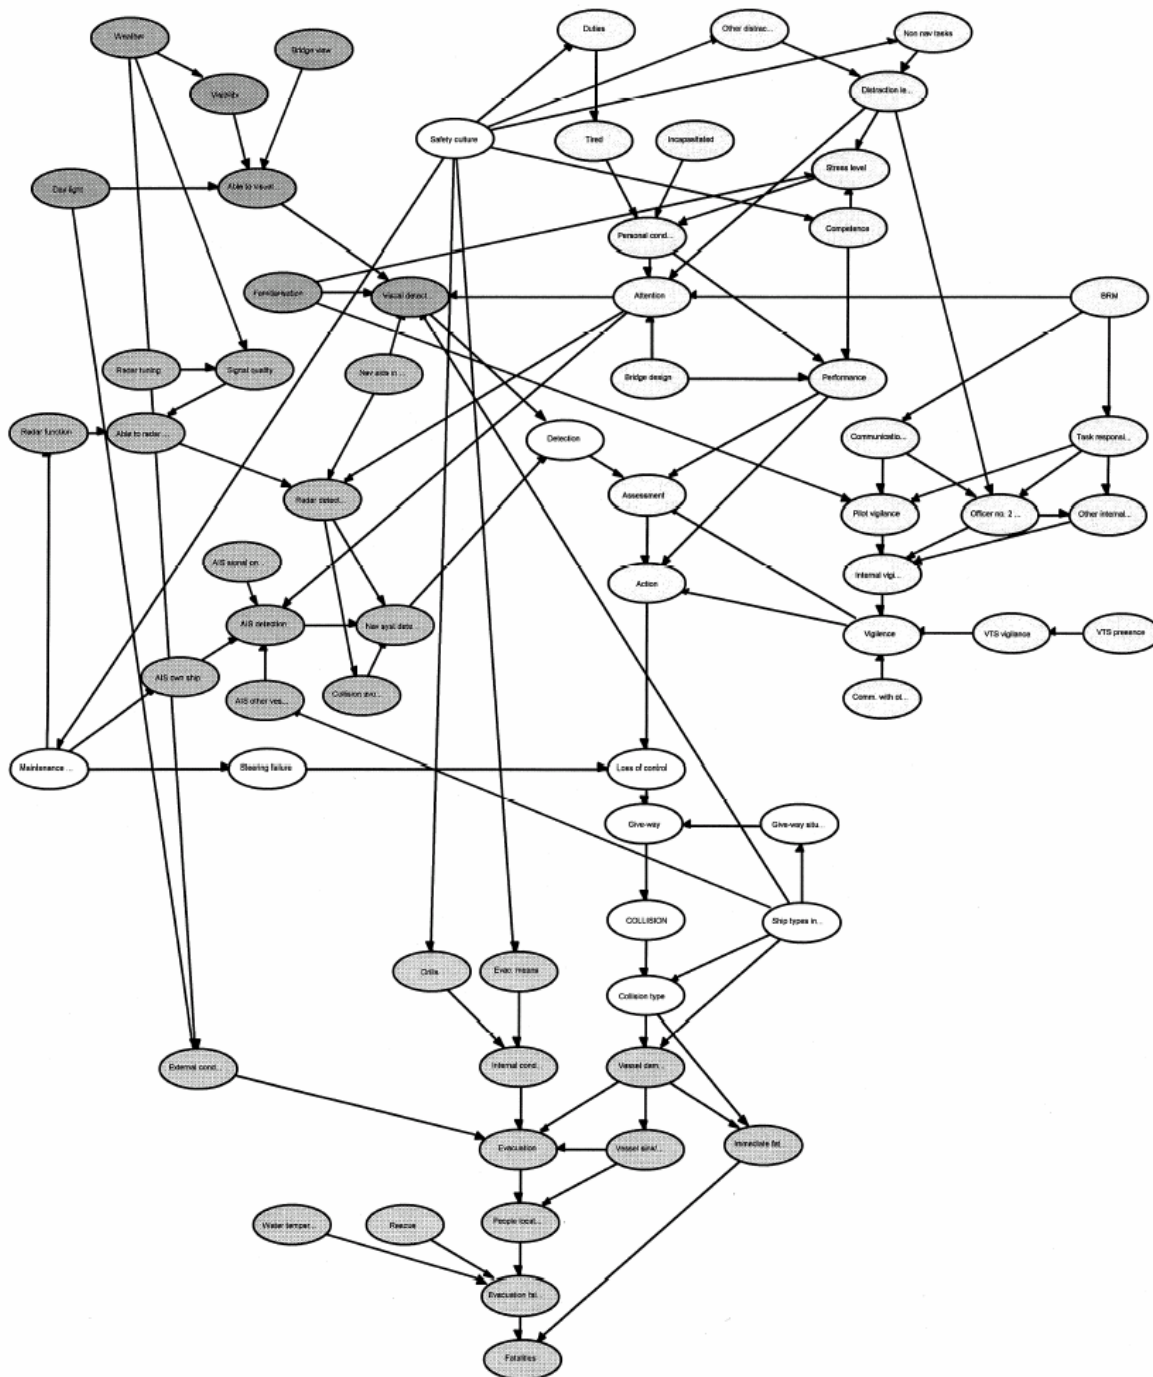 Duties
Other distrac...
Non nav tasks
Weather
Bridge view
Visibility
Distraction le...
Safety culture
Tired
Incapasitated
Stress level
Day light
Able to visual ...
Competence
Personal cond...
Familiarisation
Visual detect...
Attention
BRM
Radar tuning
Signal quality
Nav aids in ...
Bridge design
Performance
Radar function
Able to radar ...
Detection
Communicatio...
Task responsi...
Radar detect...
Assessment
Pilot vigilance
Officer no. 2 ...
Other internal...
AIS signal on ...
Action
Internal vigi...
AIS detection
Nav syst dete...
Vigilence
VTS vigilance
VTS presence
AIS own ship
AIS other ves...
Collision avo...
Comm. with ot...
Maintenance ...
Steering failure
Loss of control
Give-way
Give-way situ...
COLLISION
Ship types in...
Drills
Evac. means
Collision type
External cond...
Internal cond...
Vessel dam...
Evacuation
Vessel sink/...
Immediate fat...
Water temper...
Rescue
People locat...
Evacuation fat...
Fatalities